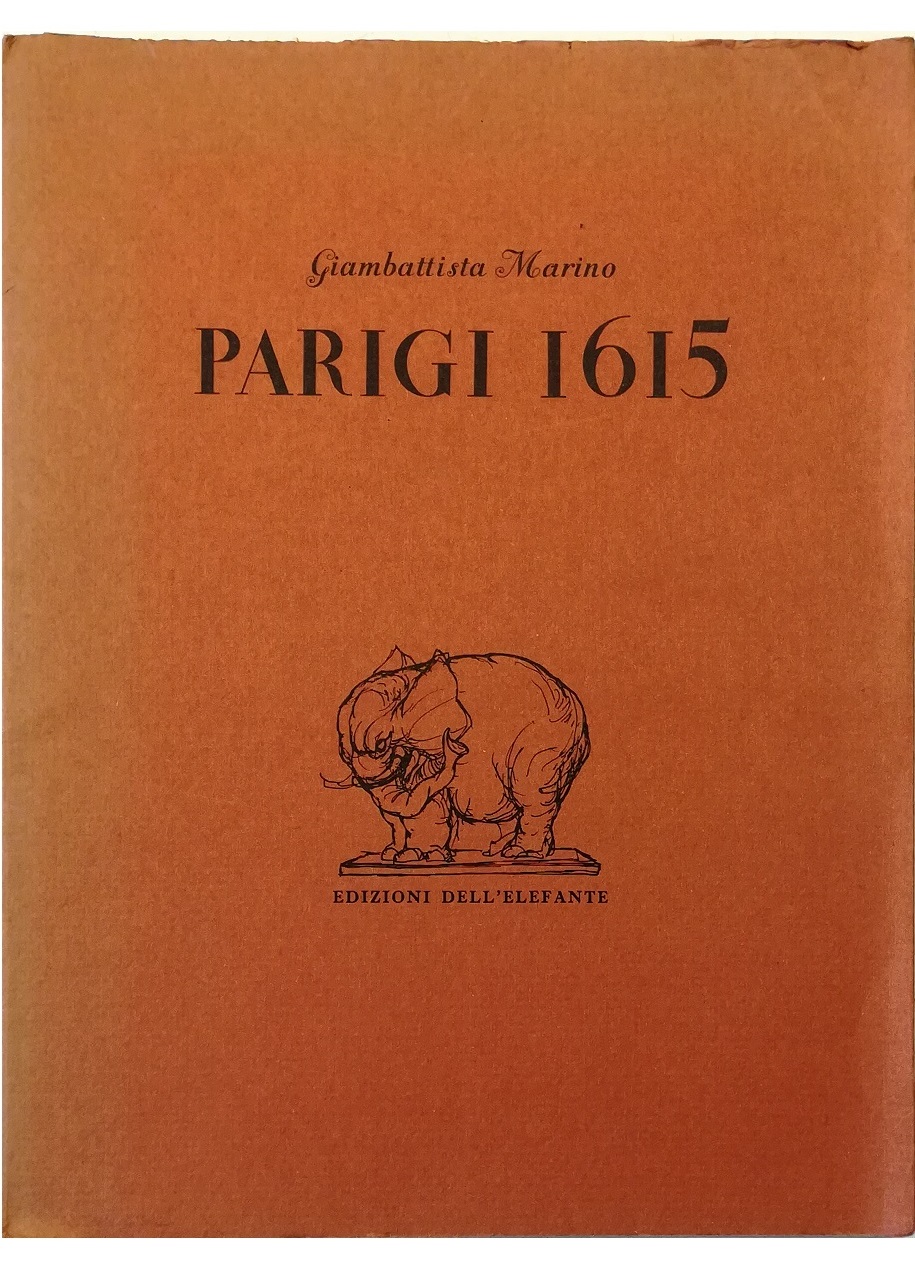 Giambattista Marino
PARIGI 1615
EDIZIONI DELL'ELEFANTE